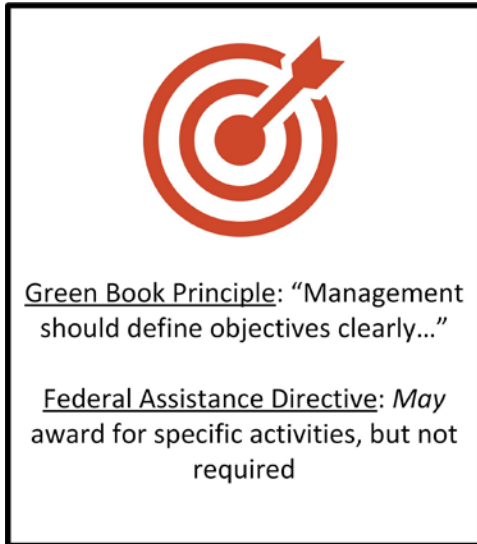 Green Book Principle: “Management
should define objectives clearly…”
Federal Assistance Directive: May
award for specific activities, but not
required